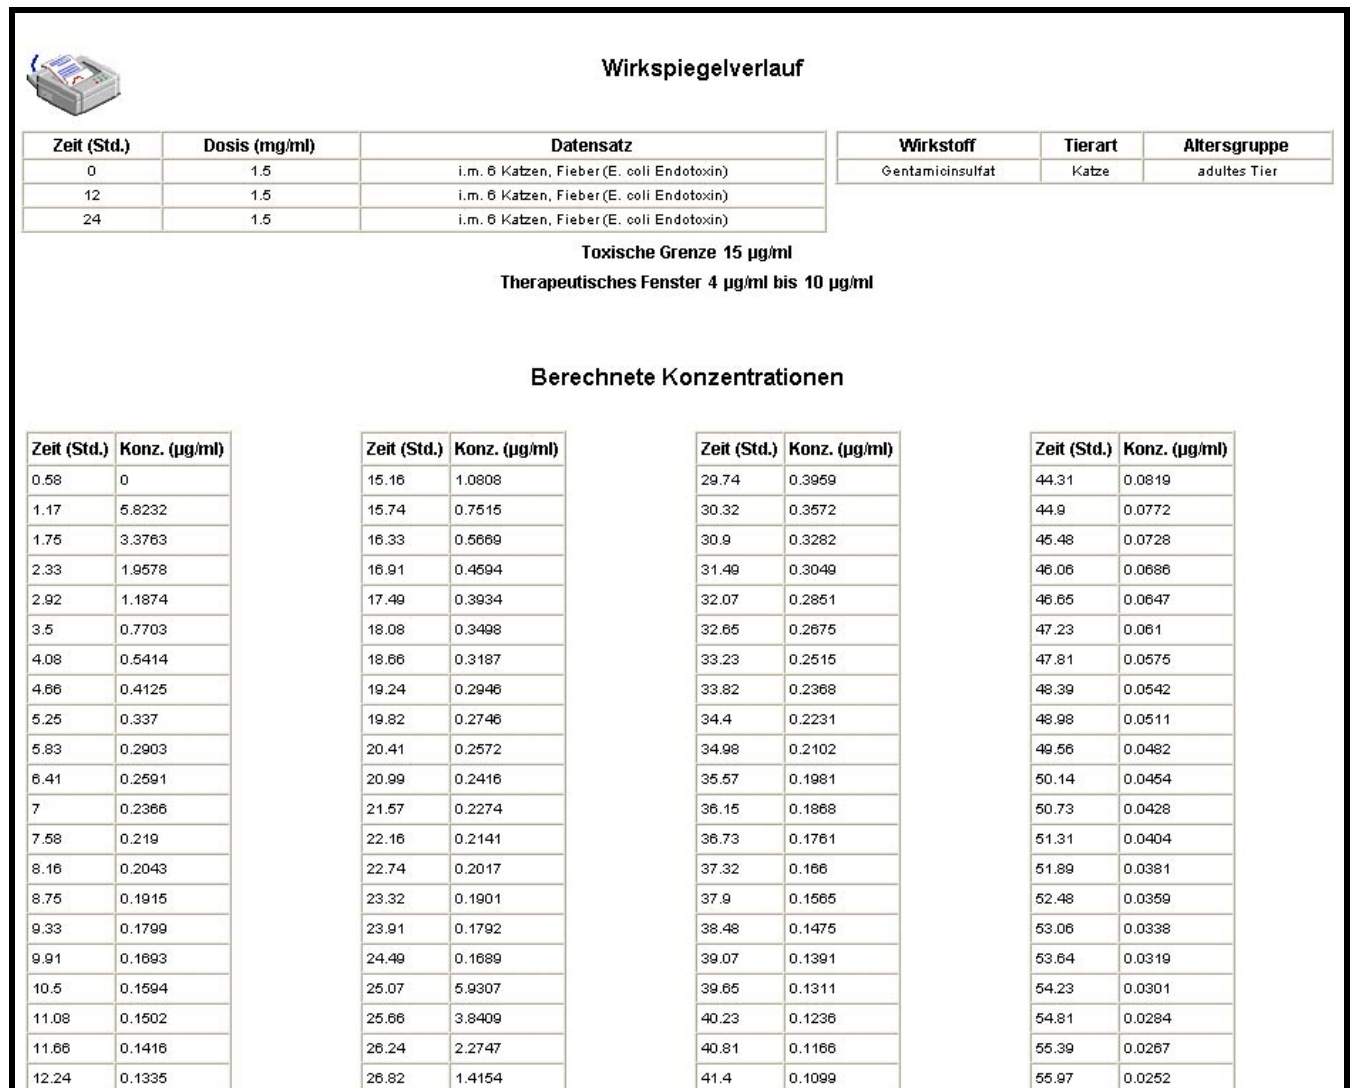 Wirkspiegelverlauf
Zeit (Std.) Dosis (mg/ml) Datensatz Wirkstoff Tierart Altersgruppe
0 1.5 i.m. 6 Katzen, Fieber (E. coli Endotoxin) Gentamicinsulfat Katze adultes Tier
12 1.5 i.m. 6 Katzen, Fieber (E. coli Endotoxin)
24 1.5 i.m. 6 Katzen, Fieber (E. coli Endotoxin)
Toxische Grenze 15 µg/ml
Therapeutisches Fenster 4 µg/ml bis 10 µg/ml
Berechnete Konzentrationen
Zeit (Std.) Konz. (µg/ml) Zeit (Std.) Konz. (µg/ml) Zeit (Std.) Konz. (µg/ml) Zeit (Std.) Konz. (µg/ml)
0.58 0 15.16 1.0808 29.74 0.3959 44.31 0.0819
1.17 5.8232 15.74 0.7515 30.32 0.3572 44.9 0.0772
1.75 3.3763 16.33 0.5669 30.9 0.3282 45.48 0.0728
2.33 1.9578 16.91 0.4594 31.49 0.3049 46.06 0.0686
2.92 1.1874 17.49 0.3934 32.07 0.2851 46.65 0.0647
3.5 0.7703 18.08 0.3498 32.65 0.2675 47.23 0.061
4.08 0.5414 18.66 0.3187 33.23 0.2515 47.81 0.0575
4.66 0.4125 19.24 0.2946 33.82 0.2368 48.39 0.0542
5.25 0.337 19.82 0.2746 34.4 0.2231 48.98 0.0511
5.83 0.2903 20.41 0.2572 34.98 0.2102 49.56 0.0482
6.41 0.2591 20.99 0.2416 35.57 0.1981 50.14 0.0454
7 0.2366 21.57 0.2274 36.15 0.1868 50.73 0.0428
7.58 0.219 22.16 0.2141 36.73 0.1761 51.31 0.0404
8.16 0.2043 22.74 0.2017 37.32 0.166 51.89 0.0381
8.75 0.1915 23.32 0.1901 37.9 0.1565 52.48 0.0359
9.33 0.1799 23.91 0.1792 38.48 0.1475 53.06 0.0338
9.91 0.1693 24.49 0.1689 39.07 0.1391 53.64 0.0319
10.5 0.1594 25.07 5.9307 39.65 0.1311 54.23 0.0301
11.08 0.1502 25.66 3.8409 40.23 0.1236 54.81 0.0284
11.66 0.1416 26.24 2.2747 40.81 0.1166 55.39 0.0267
12.24 0.1335 26.82 1.4154 41.4 0.1099 55.97 0.0252